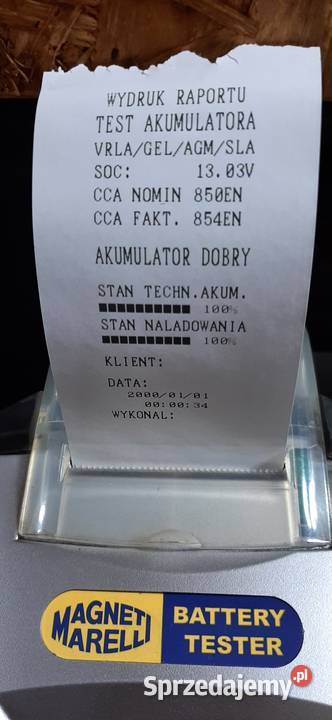 WYDRUK RAPORTU
TEST AKUMULATORA
VRLA/GEL/AGM/SLA
SOC: 13.03V
CCA NOMIN 850EN
CCA FAKT. 854EN
AKUMULATOR DOBRY
STAN TECHN.AKUM.
100%
STAN NALADOWANIA
100%
KLIENT:
DATA:
2000/01/01
00:00:34
WYKONAL:
MAGNETI MARELLI
BATTERY
TESTER
Sprzedajemy.pl